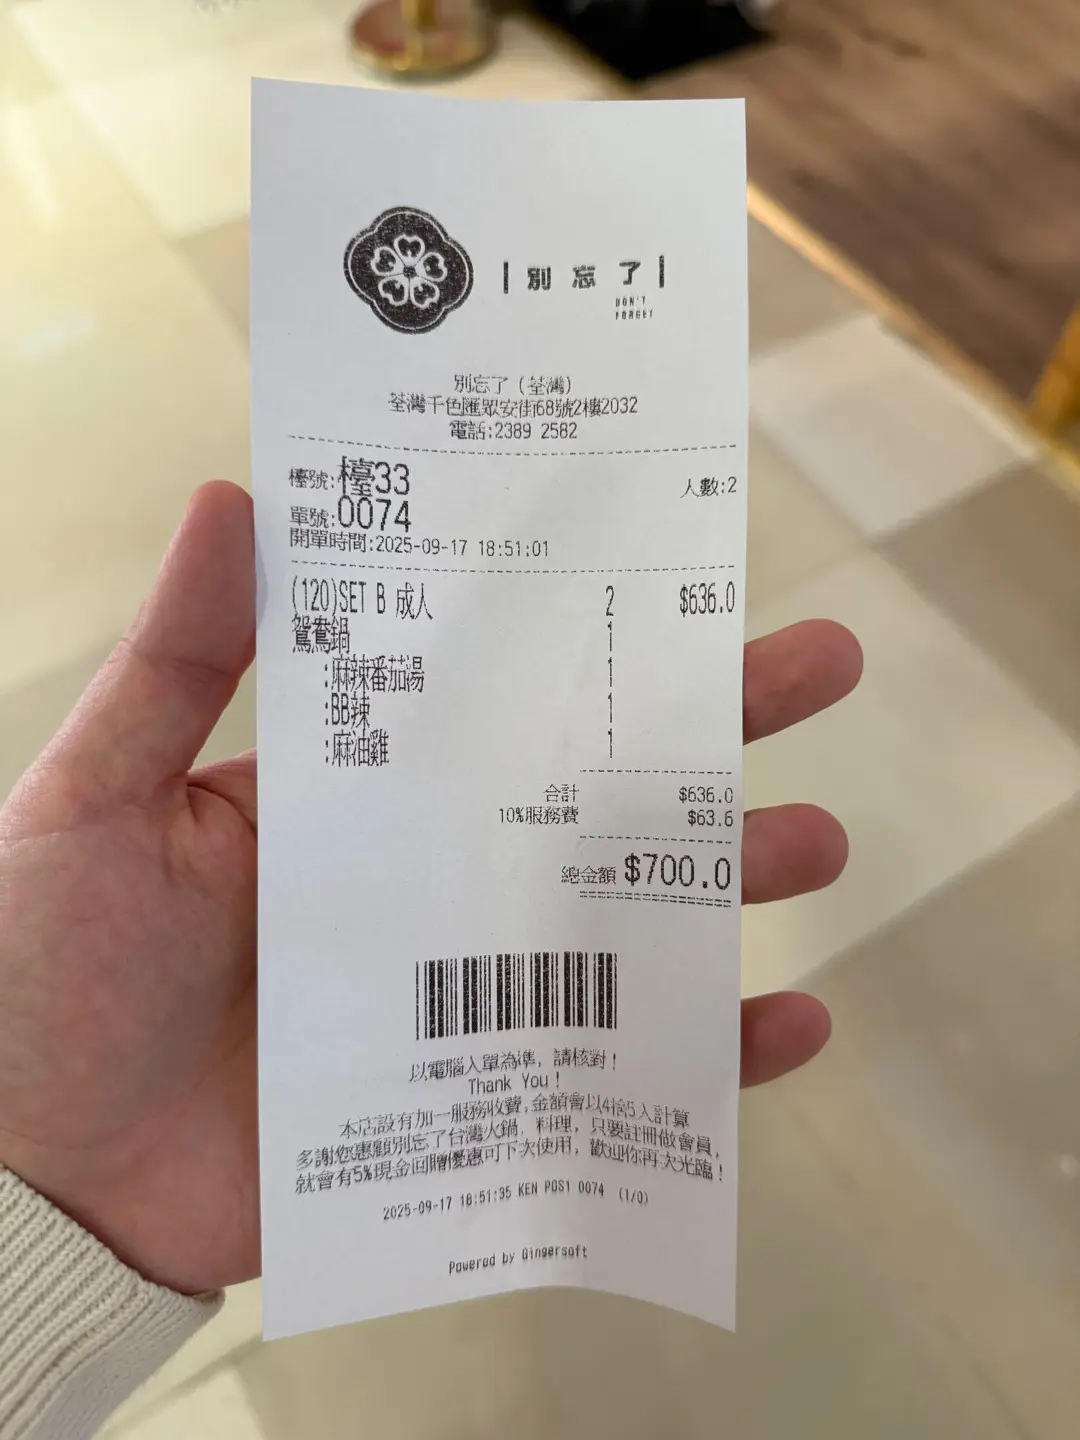 別忘了
DON'T
FORGET
別忘了 (荃灣)
荃灣千色匯眾安街68號2樓2032
電話:2389 2582
檯號:檯33 人數:2
單號:0074
開單時間:2025-09-17 18:51:01
(120)SET B 成人 2 $636.0
鴛鴦鍋 1
:麻辣番茄湯 1
:BB辣 1
:麻油雞 1
合計 $636.0
10%服務費 $63.6
總金額 $700.0
以電腦入單為準, 請核對!
Thank You!
本店設有加一服務收費,金額會以4捨5入計算
多謝您惠顧別忘了台灣火鍋. 料理, 只要註冊做會員,
就會有5%現金回贈優惠可下次使用, 歡迎你再次光臨!
2025-09-17 18:51:35 KEN POS1 0074 (1/0)
Powered by Gingersoft